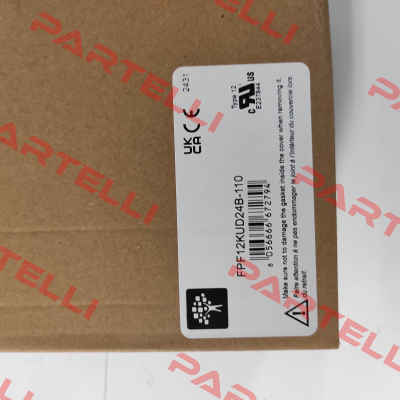 2431
UK
CA
CE
Type 12
C UL US
E237844
FPF12KUD24B-110
8 056666 672794
Make sure not to damage the gasket inside the cover when removing it.
Faire attention à ne pas endommager le joint à l'intérieur du couvercle lors
du retrait.
PARTELLI
PARTELLI
PARTELLI
PARTELLI
PARTELLI